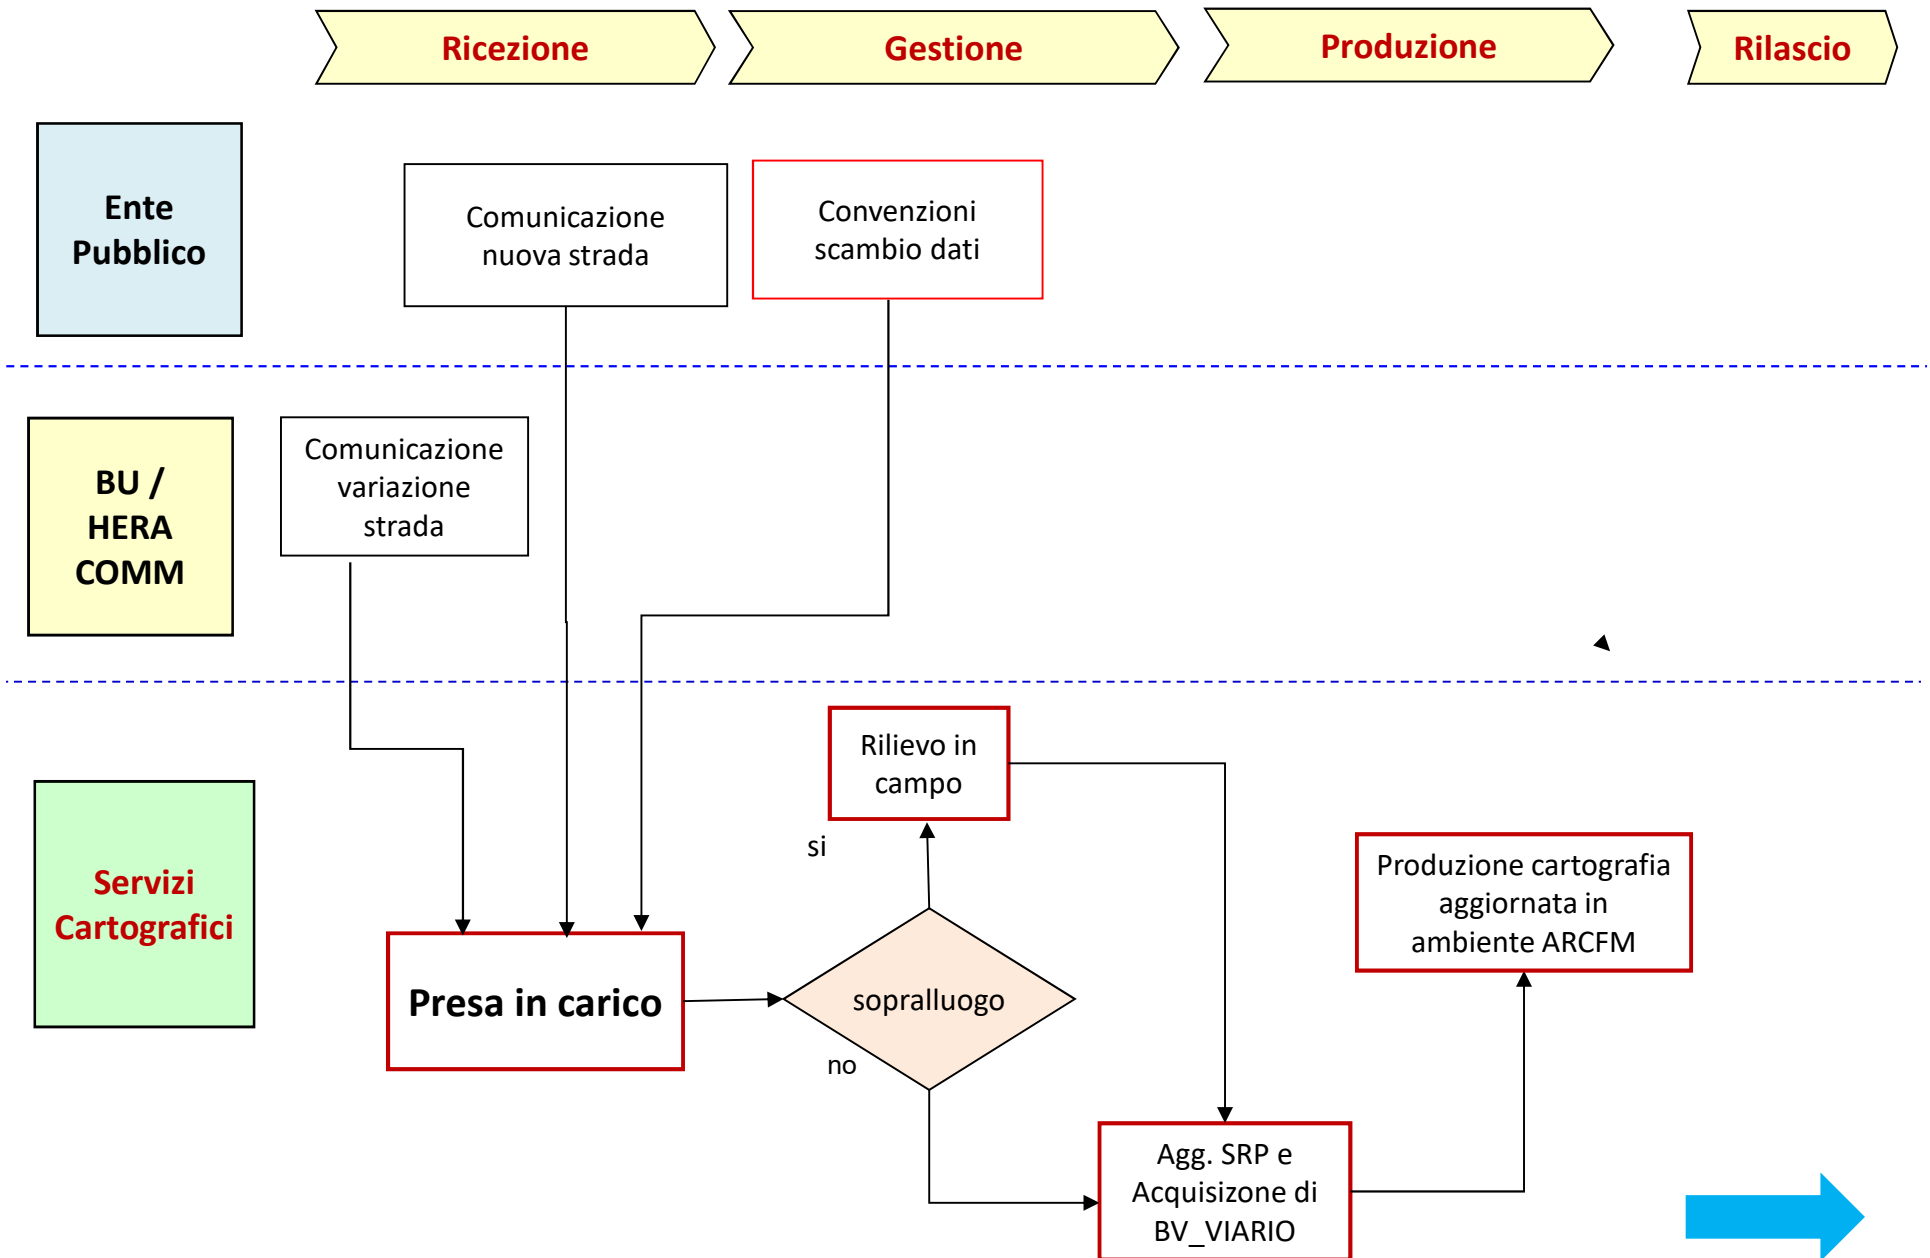 Ricezione
Gestione
Produzione
Rilascio
Ente
Pubblico
Comunicazione
nuova strada
Convenzioni
scambio dati
BU /
HERA
COMM
Comunicazione
variazione
strada
Servizi
Cartografici
Rilievo in
campo
si
Produzione cartografia
aggiornata in
ambiente ARCFM
Presa in carico
sopralluogo
no
Agg. SRP e
Acquisizone di
BV_VIARIO